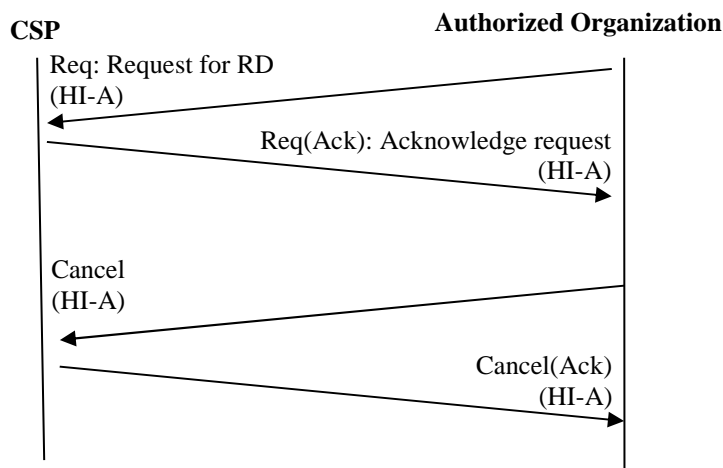 CSP
Authorized Organization
Req: Request for RD
(HI-A)
Req(Ack): Acknowledge request
(HI-A)
Cancel
(HI-A)
Cancel(Ack)
(HI-A)